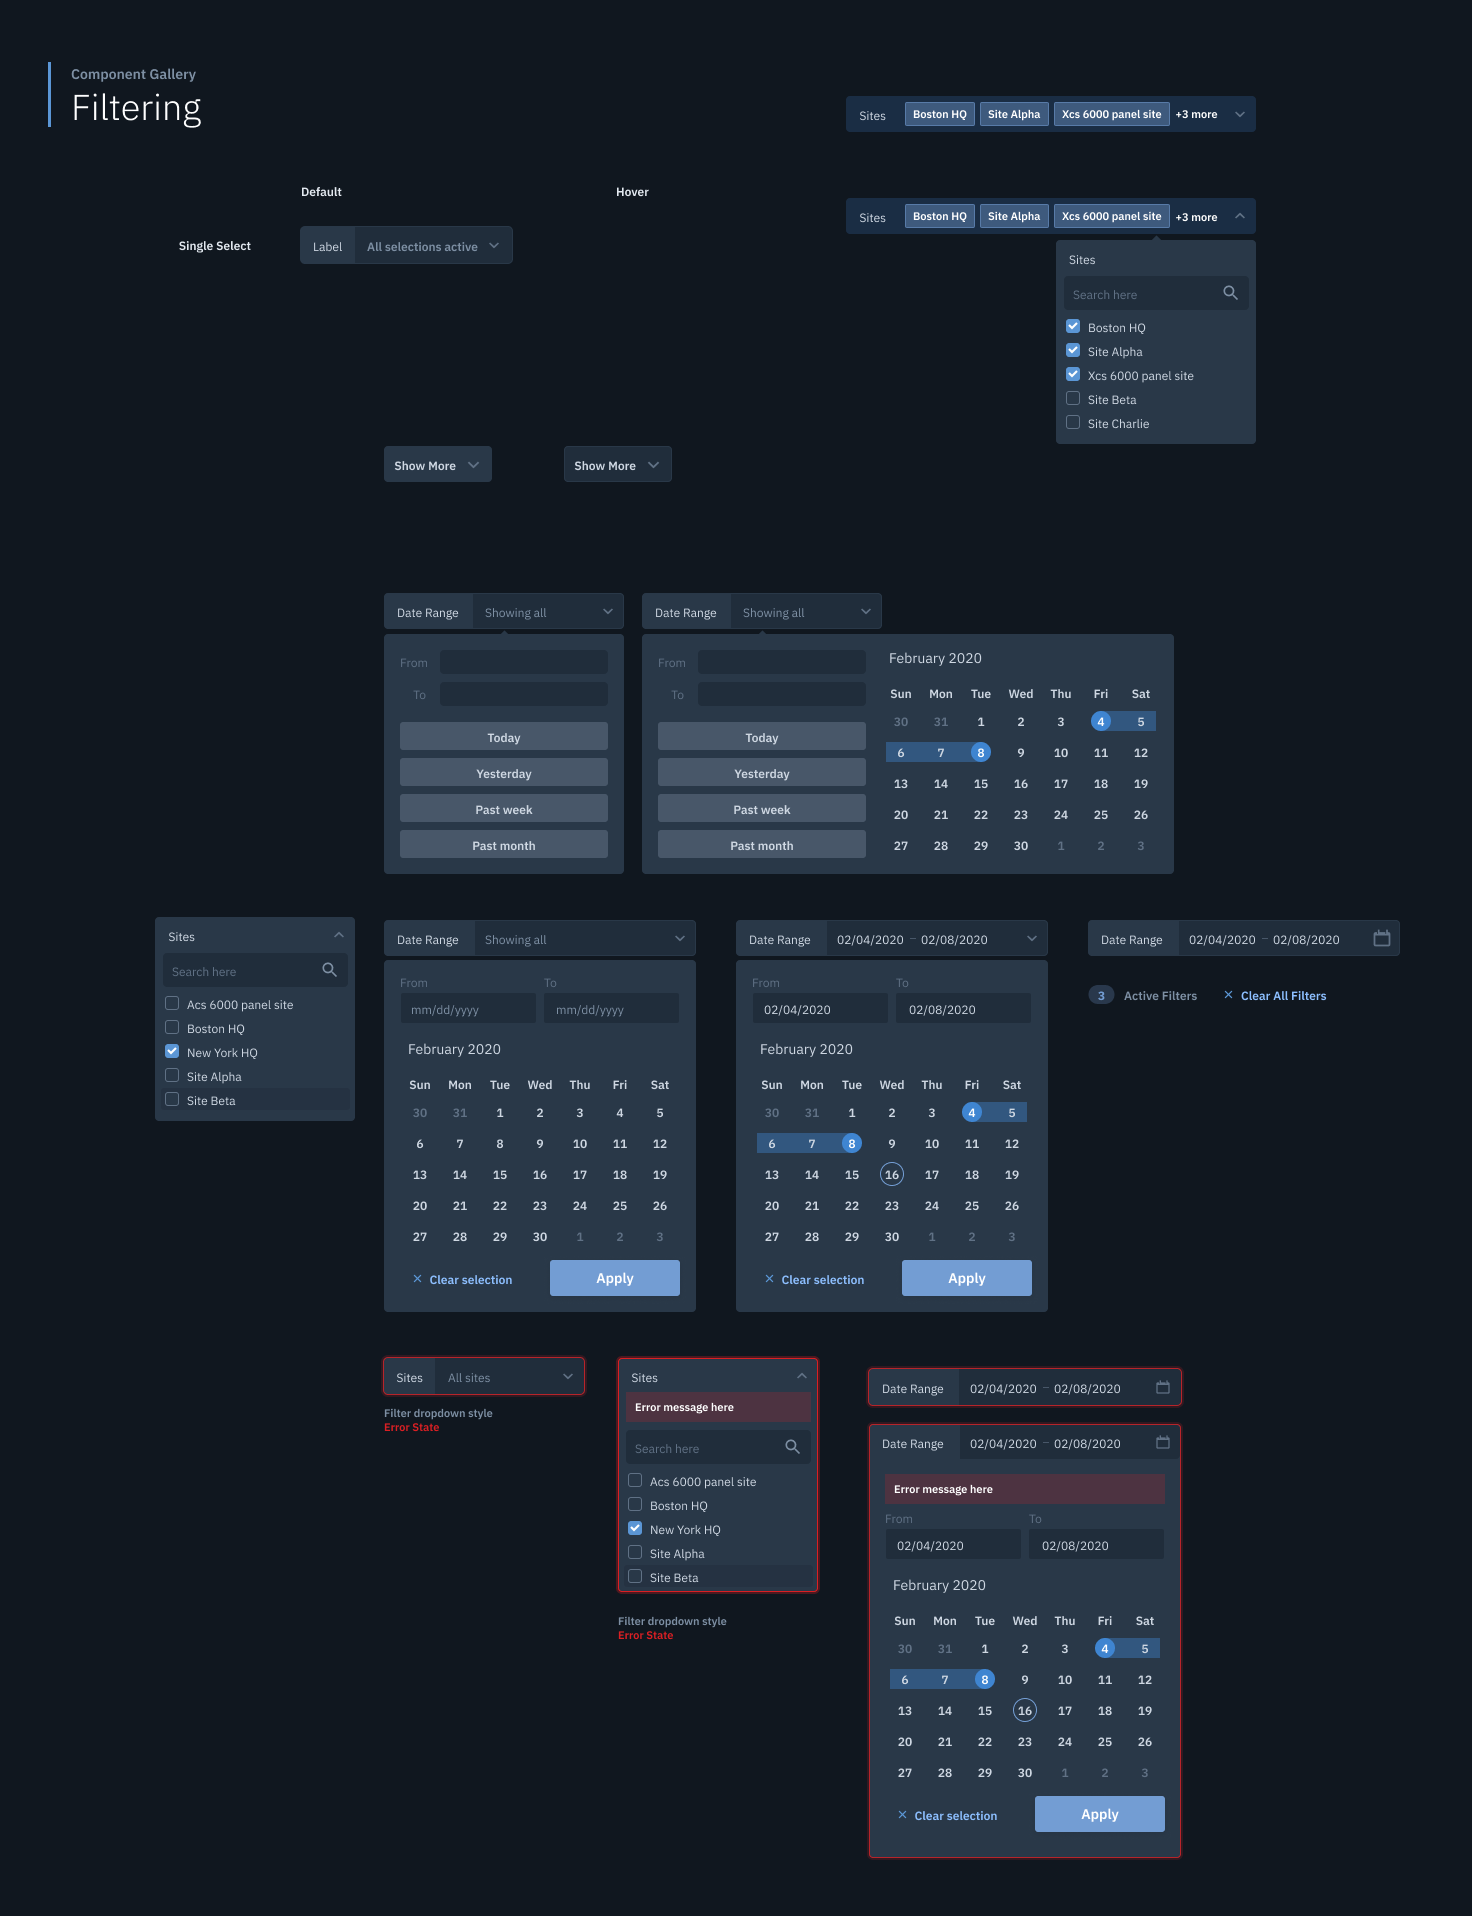 Component Gallery
Filtering
Sites Boston HQ Site Alpha Xcs 6000 panel site +3 more
Default Hover
Single Select Label All selections active
Sites Boston HQ Site Alpha Xcs 6000 panel site +3 more
Sites
Search here
Boston HQ
Site Alpha
Xcs 6000 panel site
Site Beta
Site Charlie
Show More Show More
Date Range Showing all
From
To
Today
Yesterday
Past week
Past month
Date Range Showing all
From
To
Today
Yesterday
Past week
Past month
February 2020
Sun Mon Tue Wed Thu Fri Sat
30 31 1 2 3 4 5
6 7 8 9 10 11 12
13 14 15 16 17 18 19
20 21 22 23 24 25 26
27 28 29 30 1 2 3
Sites
Search here
Acs 6000 panel site
Boston HQ
New York HQ
Site Alpha
Site Beta
Date Range Showing all
From To
mm/dd/yyyy mm/dd/yyyy
February 2020
Sun Mon Tue Wed Thu Fri Sat
30 31 1 2 3 4 5
6 7 8 9 10 11 12
13 14 15 16 17 18 19
20 21 22 23 24 25 26
27 28 29 30 1 2 3
Clear selection Apply
Date Range 02/04/2020 – 02/08/2020
From To
02/04/2020 02/08/2020
February 2020
Sun Mon Tue Wed Thu Fri Sat
30 31 1 2 3 4 5
6 7 8 9 10 11 12
13 14 15 16 17 18 19
20 21 22 23 24 25 26
27 28 29 30 1 2 3
Clear selection Apply
Date Range 02/04/2020 – 02/08/2020
3 Active Filters Clear All Filters
Sites All sites
Filter dropdown style
Error State
Sites
Error message here
Search here
Acs 6000 panel site
Boston HQ
New York HQ
Site Alpha
Site Beta
Filter dropdown style
Error State
Date Range 02/04/2020 – 02/08/2020
Date Range 02/04/2020 – 02/08/2020
Error message here
From To
02/04/2020 02/08/2020
February 2020
Sun Mon Tue Wed Thu Fri Sat
30 31 1 2 3 4 5
6 7 8 9 10 11 12
13 14 15 16 17 18 19
20 21 22 23 24 25 26
27 28 29 30 1 2 3
Clear selection Apply